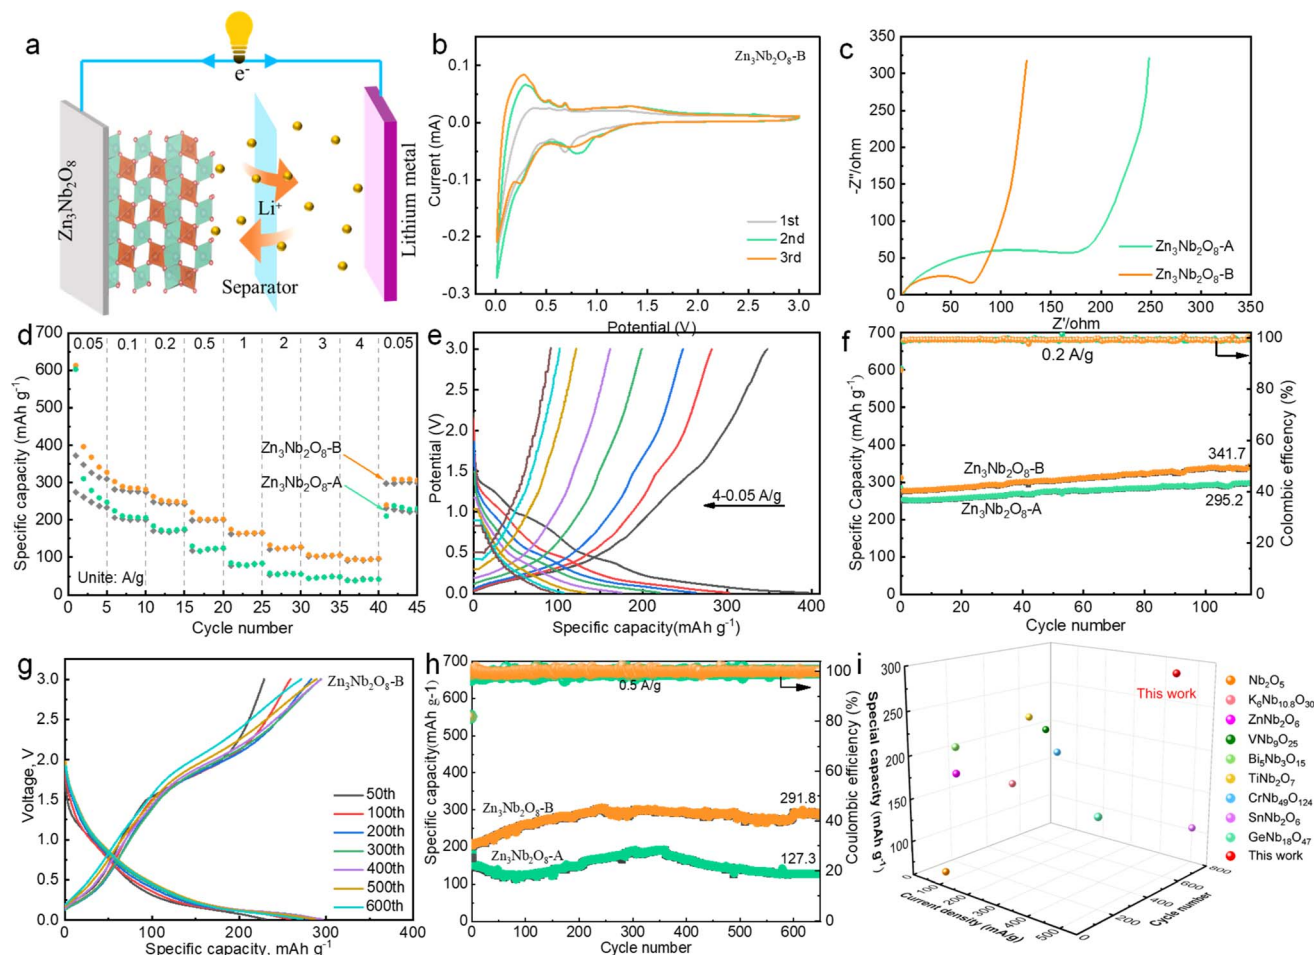 a
e⁻
Zn₃Nb₂O₈
Li⁺
Separator
Lithium metal
b
Zn₃Nb₂O₈-B
Current (mA)
0.1
0.0
-0.1
-0.2
-0.3
1st
2nd
3rd
0.0 0.5 1.0 1.5 2.0 2.5 3.0
Potential (V)
c
-Z''/ohm
350
300
250
200
150
100
50
0
Zn₃Nb₂O₈-A
Zn₃Nb₂O₈-B
0 50 100 150 200 250 300 350
Z'/ohm
d
Specific capacity (mAh g⁻¹)
700
600
500
400
300
200
100
0
0.05 0.1 0.2 0.5 1 2 3 4 0.05
Zn₃Nb₂O₈-B
Zn₃Nb₂O₈-A
Unite: A/g
0 5 10 15 20 25 30 35 40 45
Cycle number
e
Potential (V)
3.0
2.5
2.0
1.5
1.0
0.5
0.0
4-0.05 A/g
0 100 200 300 400
Specific capacity(mAh g⁻¹)
f
Specific Capacity (mAh g⁻¹)
700
600
500
400
300
200
100
0
0.2 A/g
Zn₃Nb₂O₈-B
341.7
Zn₃Nb₂O₈-A
295.2
100
80
60
40
20
0
Colombic efficiency (%)
0 20 40 60 80 100
Cycle number
g
Zn₃Nb₂O₈-B
Voltage, V
3.0
2.0
1.0
0.0
50th
100th
200th
300th
400th
500th
600th
0 100 200 300 400
Specific capacity, mAh g⁻¹
h
Specific capacity(mAh g⁻¹)
700
600
500
400
300
200
100
0
0.5 A/g
Zn₃Nb₂O₈-B
291.8
Zn₃Nb₂O₈-A
127.3
100
80
60
40
20
0
Coulombic efficiency (%)
0 100 200 300 400 500 600
Cycle number
i
Special capacity (mAh g⁻¹)
300
250
200
150
100
This work
0 100 200 300 400 500
Current density (mA/g)
0 200 400 600 800
Cycle number
Nb₂O₅
K₆Nb₁₀.₈O₃₀
ZnNb₂O₆
VNb₉O₂₅
Bi₅Nb₃O₁₅
TiNb₂O₇
CrNb₄₉O₁₂₄
SnNb₂O₆
GeNb₁₈O₄₇
This work